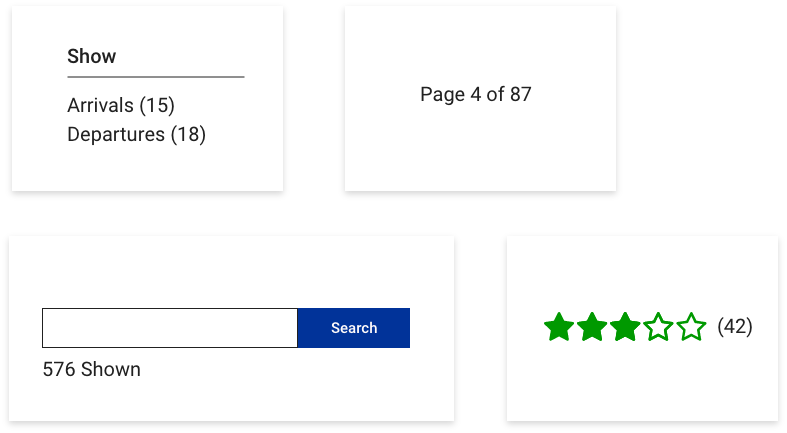 Show
Arrivals (15)
Departures (18)
Page 4 of 87
Search
576 Shown
(42)